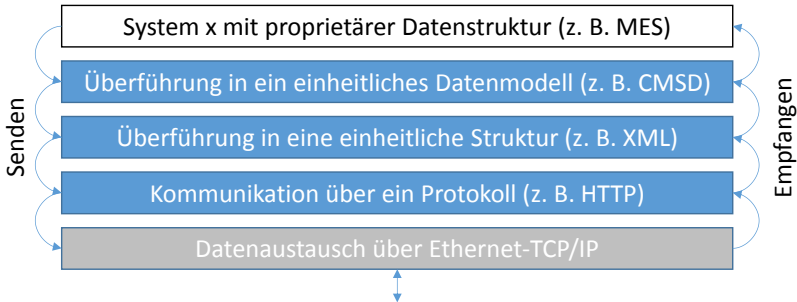 System x mit proprietärer Datenstruktur (z. B. MES)
Überführung in ein einheitliches Datenmodell (z. B. CMSD)
Überführung in eine einheitliche Struktur (z. B. XML)
Kommunikation über ein Protokoll (z. B. HTTP)
Datenaustausch über Ethernet-TCP/IP
Senden
Empfangen